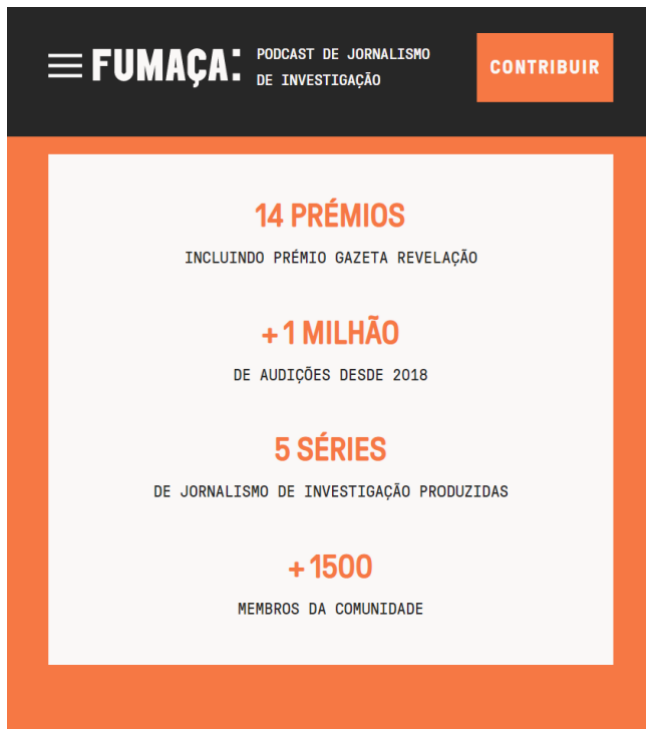 FUMAÇA:
PODCAST DE JORNALISMO
DE INVESTIGAÇÃO
CONTRIBUIR
14 PRÉMIOS
INCLUINDO PRÉMIO GAZETA REVELAÇÃO
+1 MILHÃO
DE AUDIÇÕES DESDE 2018
5 SÉRIES
DE JORNALISMO DE INVESTIGAÇÃO PRODUZIDAS
+1500
MEMBROS DA COMUNIDADE